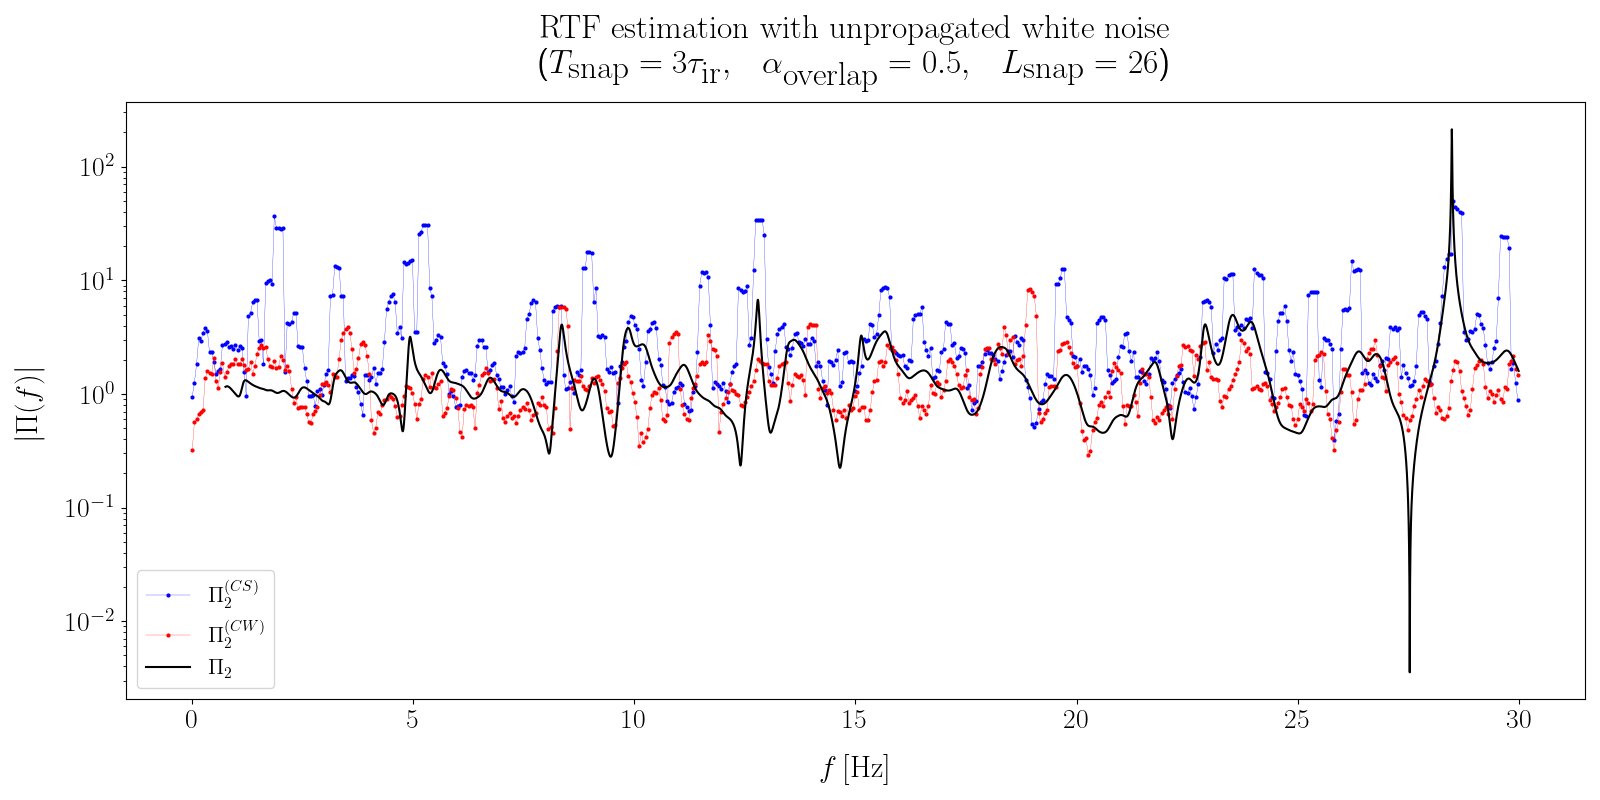 RTF estimation with unpropagated white noise
(T_snap = 3τ_ir, α_overlap = 0.5, L_snap = 26)
|Π(f)|
10^2
10^1
10^0
10^−1
10^−2
Π_2^(CS)
Π_2^(CW)
Π_2
0 5 10 15 20 25 30
f [Hz]